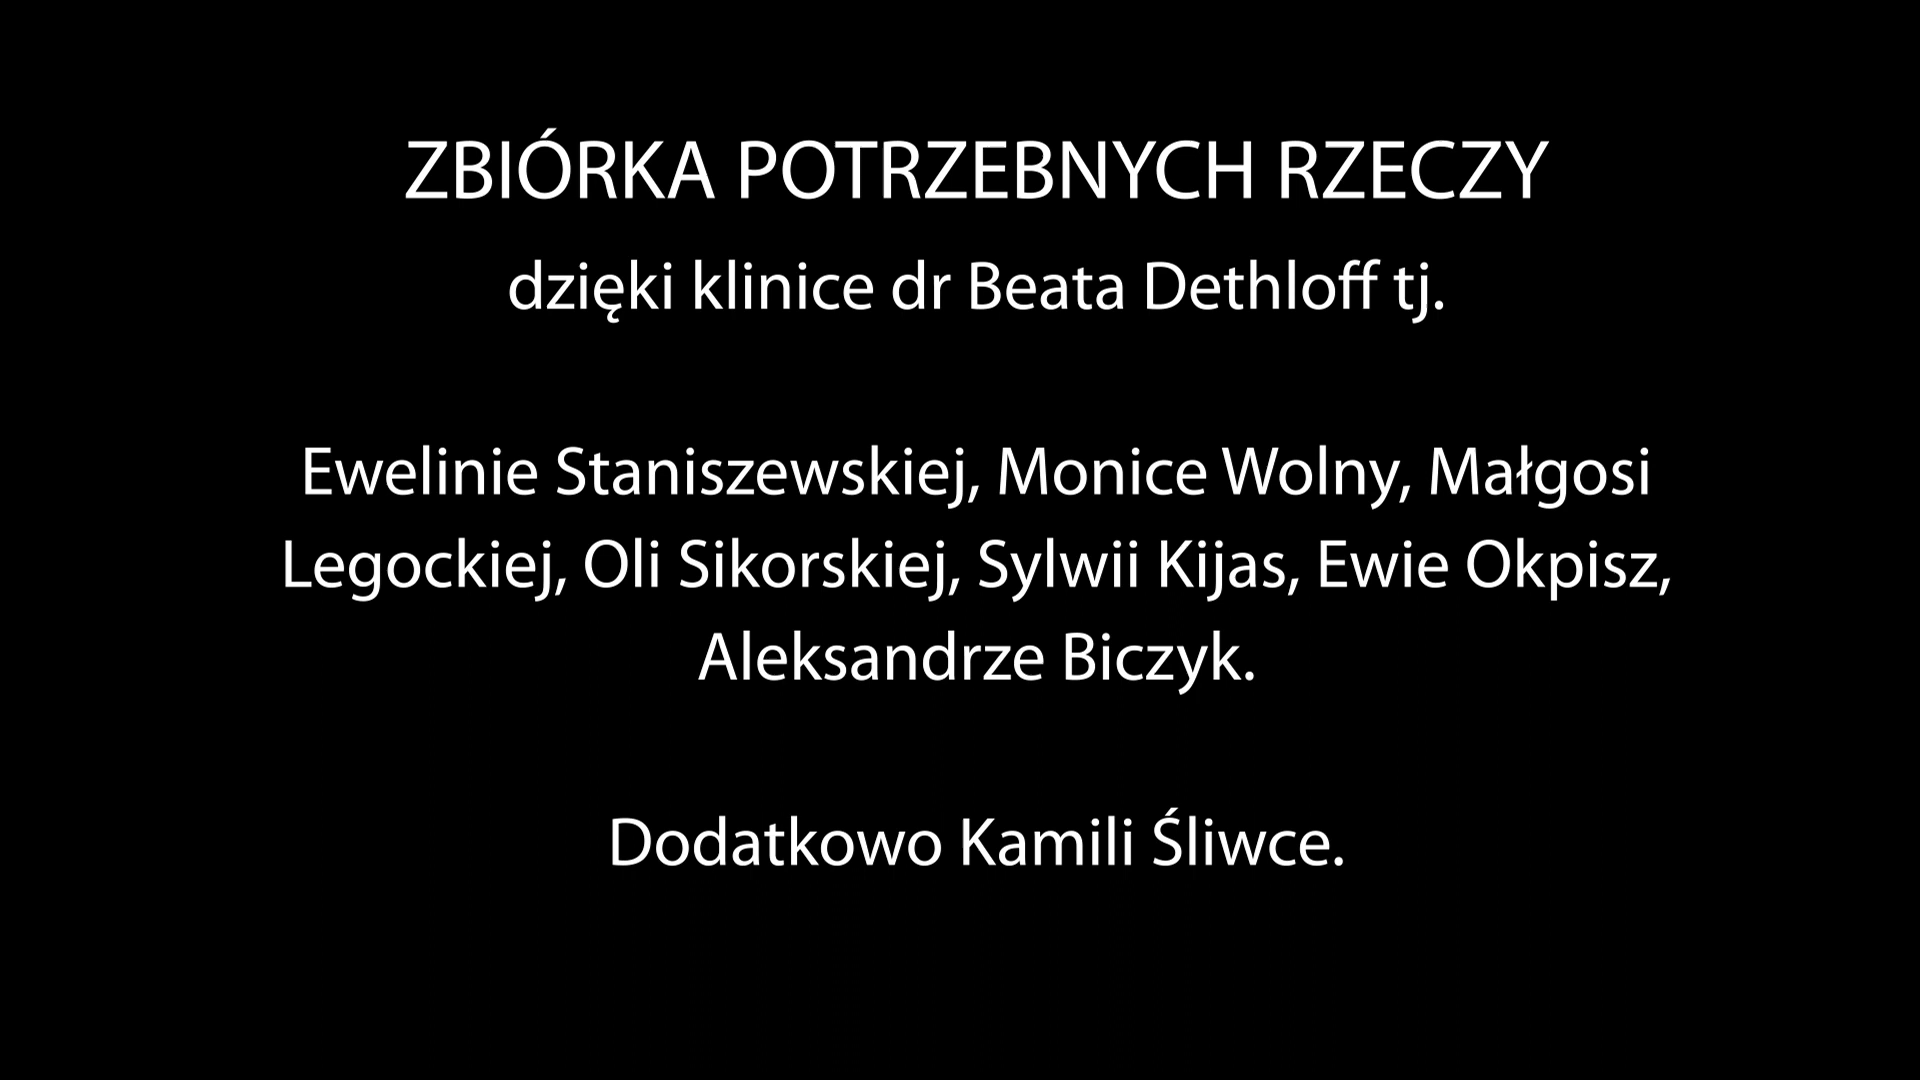 ZBIÓRKA POTRZEBNYCH RZECZY
dzięki klinice dr Beata Dethloff tj.
Ewelinie Staniszewskiej, Monice Wolny, Małgosi
Legockiej, Oli Sikorskiej, Sylwii Kijas, Ewie Okpisz,
Aleksandrze Biczyk.
Dodatkowo Kamili Śliwce.